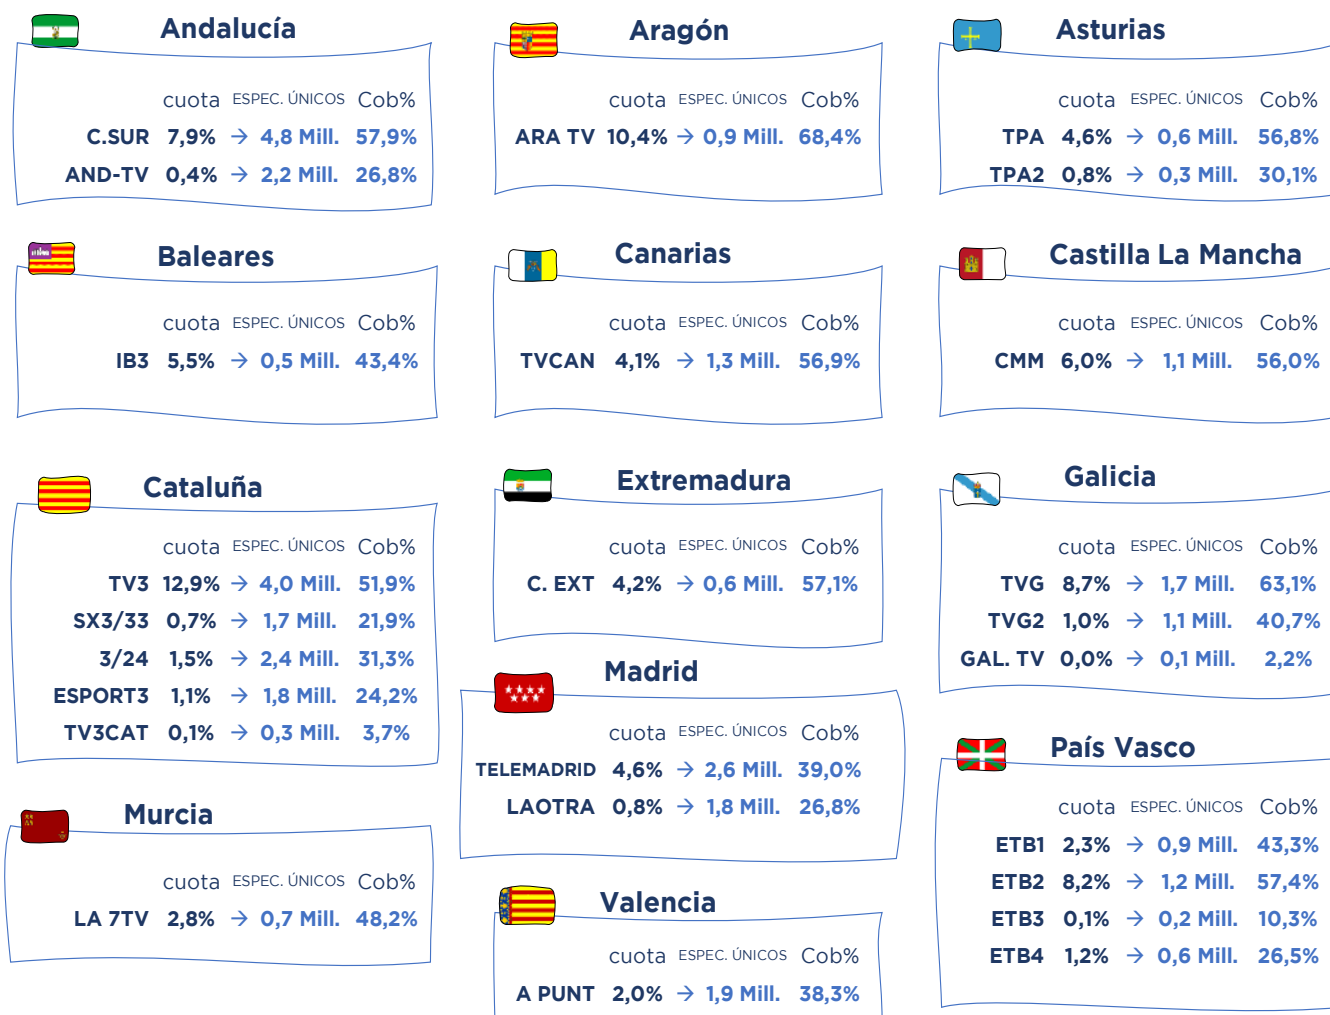 Andalucía
cuota ESPEC. ÚNICOS Cob%
C.SUR 7,9% → 4,8 Mill. 57,9%
AND-TV 0,4% → 2,2 Mill. 26,8%
Aragón
cuota ESPEC. ÚNICOS Cob%
ARA TV 10,4% → 0,9 Mill. 68,4%
Asturias
cuota ESPEC. ÚNICOS Cob%
TPA 4,6% → 0,6 Mill. 56,8%
TPA2 0,8% → 0,3 Mill. 30,1%
Baleares
cuota ESPEC. ÚNICOS Cob%
IB3 5,5% → 0,5 Mill. 43,4%
Canarias
cuota ESPEC. ÚNICOS Cob%
TVCAN 4,1% → 1,3 Mill. 56,9%
Castilla La Mancha
cuota ESPEC. ÚNICOS Cob%
CMM 6,0% → 1,1 Mill. 56,0%
Cataluña
cuota ESPEC. ÚNICOS Cob%
TV3 12,9% → 4,0 Mill. 51,9%
SX3/33 0,7% → 1,7 Mill. 21,9%
3/24 1,5% → 2,4 Mill. 31,3%
ESPORT3 1,1% → 1,8 Mill. 24,2%
TV3CAT 0,1% → 0,3 Mill. 3,7%
Extremadura
cuota ESPEC. ÚNICOS Cob%
C. EXT 4,2% → 0,6 Mill. 57,1%
Galicia
cuota ESPEC. ÚNICOS Cob%
TVG 8,7% → 1,7 Mill. 63,1%
TVG2 1,0% → 1,1 Mill. 40,7%
GAL. TV 0,0% → 0,1 Mill. 2,2%
Madrid
cuota ESPEC. ÚNICOS Cob%
TELEMADRID 4,6% → 2,6 Mill. 39,0%
LAOTRA 0,8% → 1,8 Mill. 26,8%
País Vasco
cuota ESPEC. ÚNICOS Cob%
ETB1 2,3% → 0,9 Mill. 43,3%
ETB2 8,2% → 1,2 Mill. 57,4%
ETB3 0,1% → 0,2 Mill. 10,3%
ETB4 1,2% → 0,6 Mill. 26,5%
Murcia
cuota ESPEC. ÚNICOS Cob%
LA 7TV 2,8% → 0,7 Mill. 48,2%
Valencia
cuota ESPEC. ÚNICOS Cob%
A PUNT 2,0% → 1,9 Mill. 38,3%